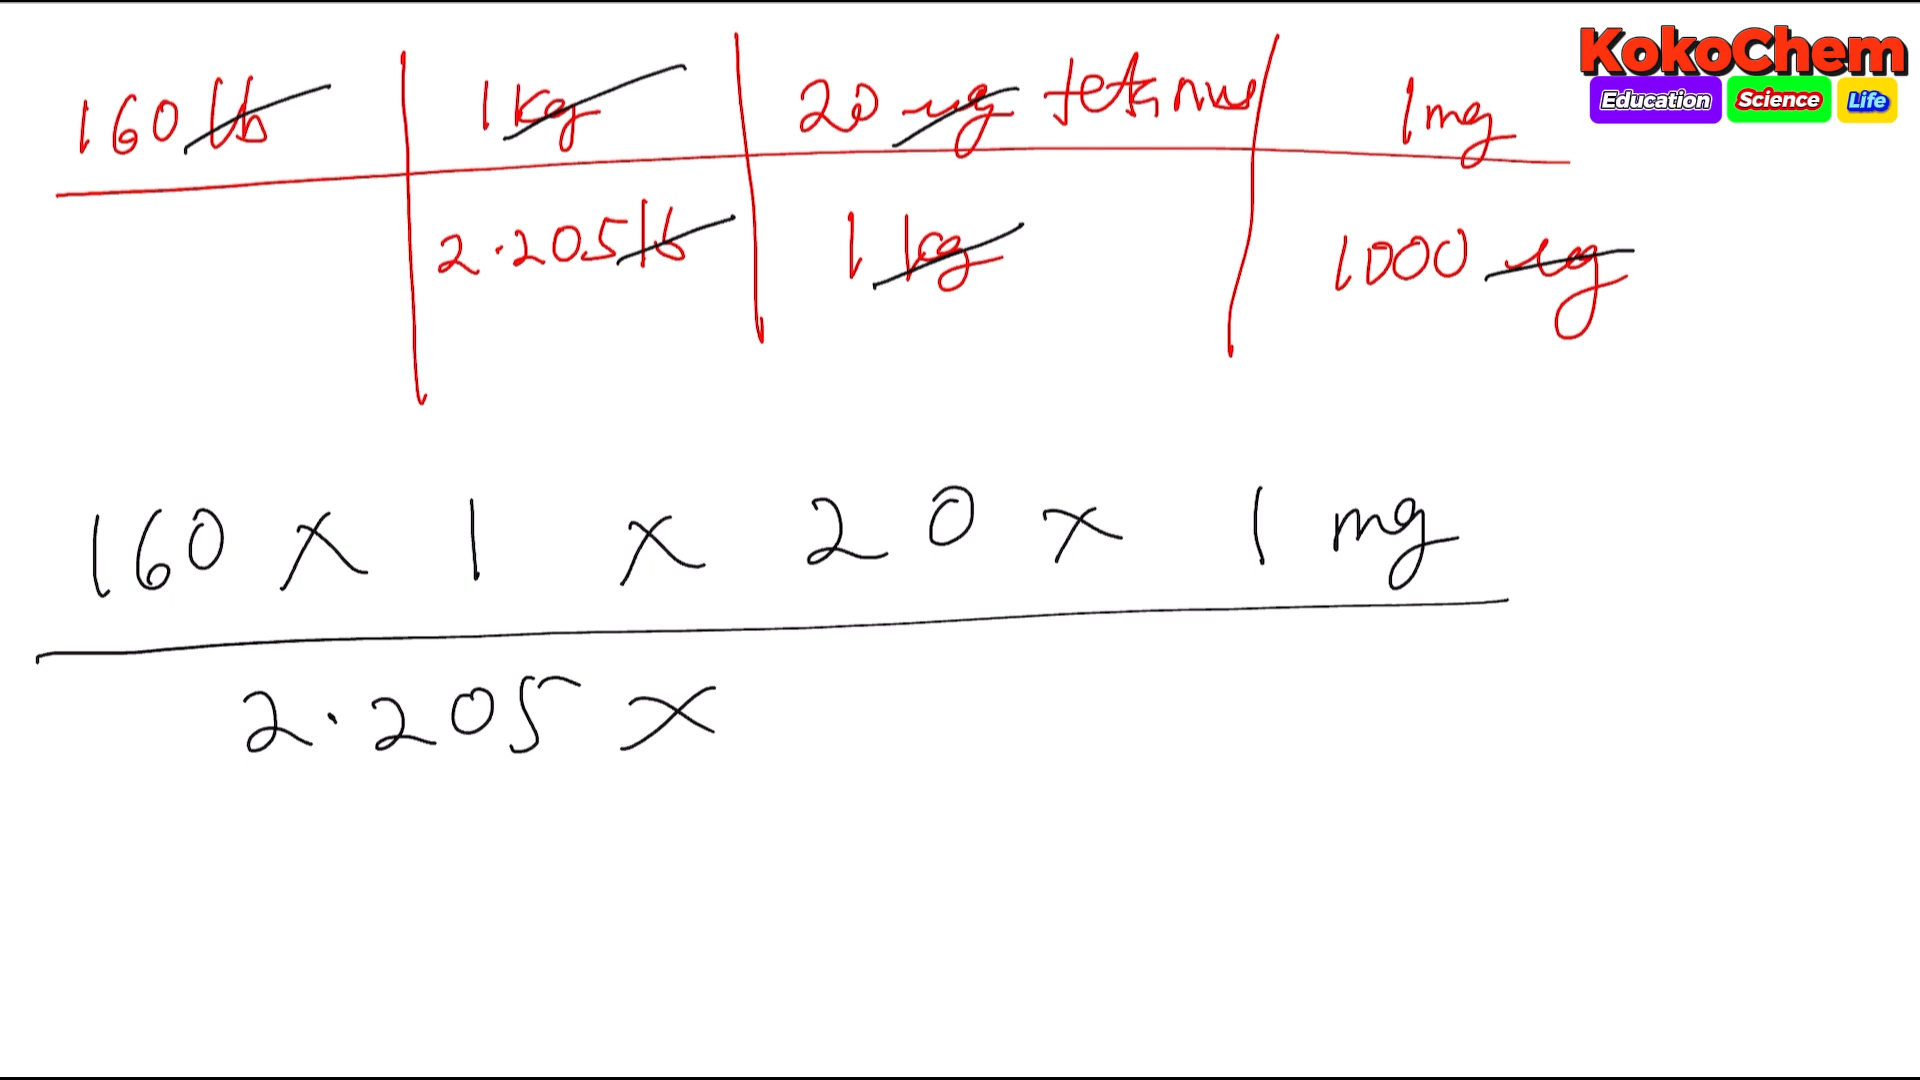 KokoChem
Education Science Life
160 lb 1 kg 20 ug tetanus 1 mg
2.205 lb 1 kg 1000 ug
160 x 1 x 20 x 1 mg
2.205 x